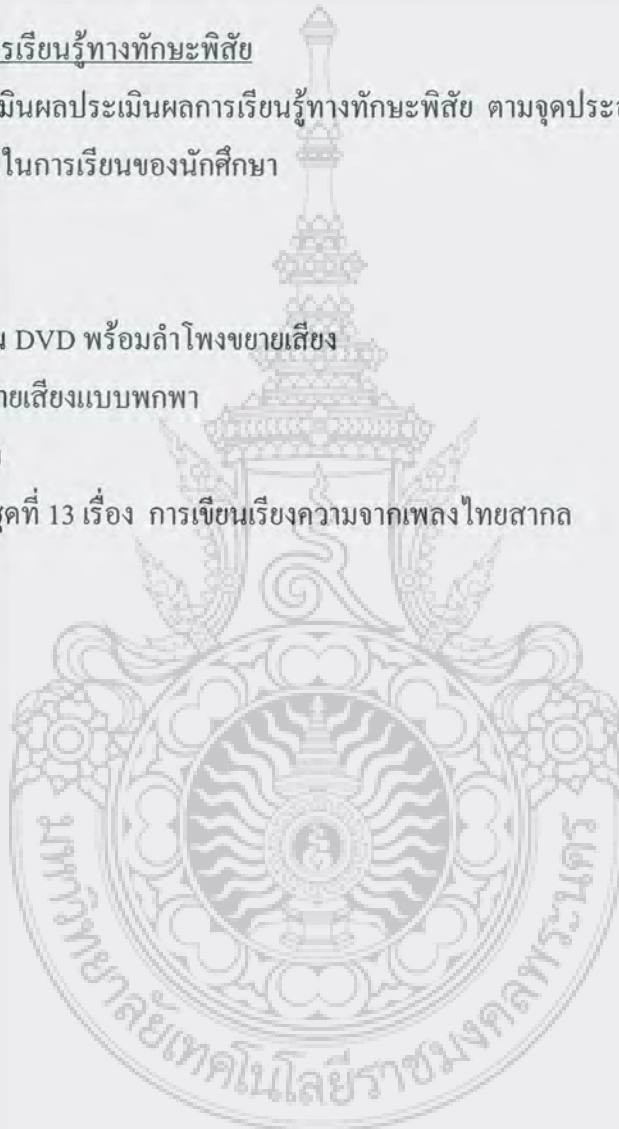 ารเรียนรู้ทางทักษะพิสัย
มินผลประเมินผลการเรียนรู้ทางทักษะพิสัย ตามจุดประส
ในการเรียนของนักศึกษา
น DVD พร้อมลำโพงขยายเสียง
ายเสียงแบบพกพา
ชุดที่ 13 เรื่อง การเขียนเรียงความจากเพลงไทยสากล
มหาวิทยาลัยเทคโนโลยีราชมงคลพระนคร